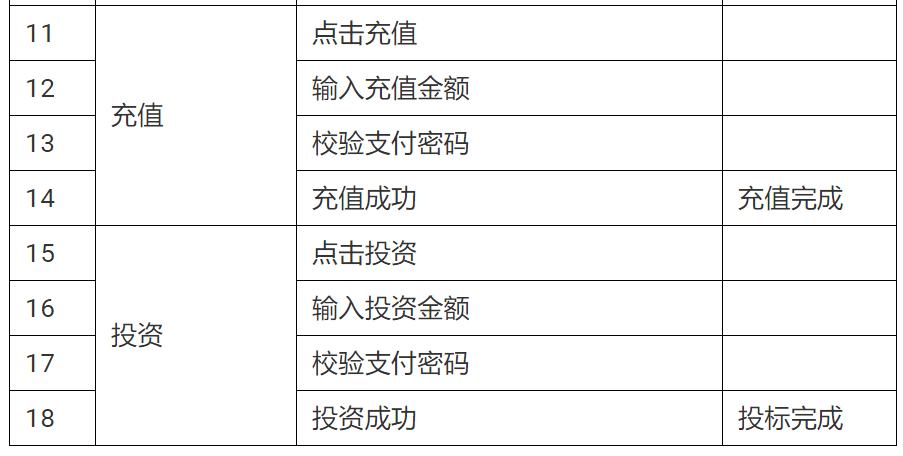 11 点击充值
12 输入充值金额
充值
13 校验支付密码
14 充值成功 充值完成
15 点击投资
16 输入投资金额
投资
17 校验支付密码
18 投资成功 投标完成